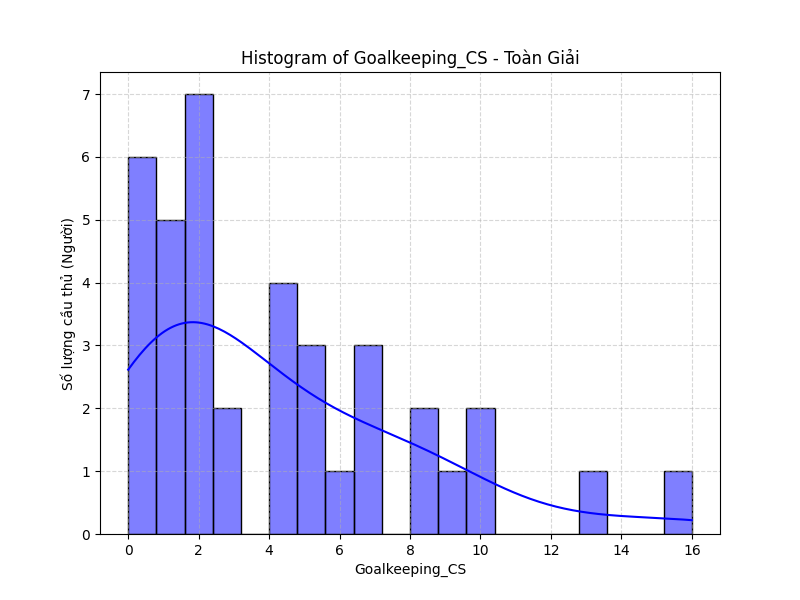 Histogram of Goalkeeping_CS - Toàn Giải
Số lượng cầu thủ (Người)
7
6
5
4
3
2
1
0
0 2 4 6 8 10 12 14 16
Goalkeeping_CS